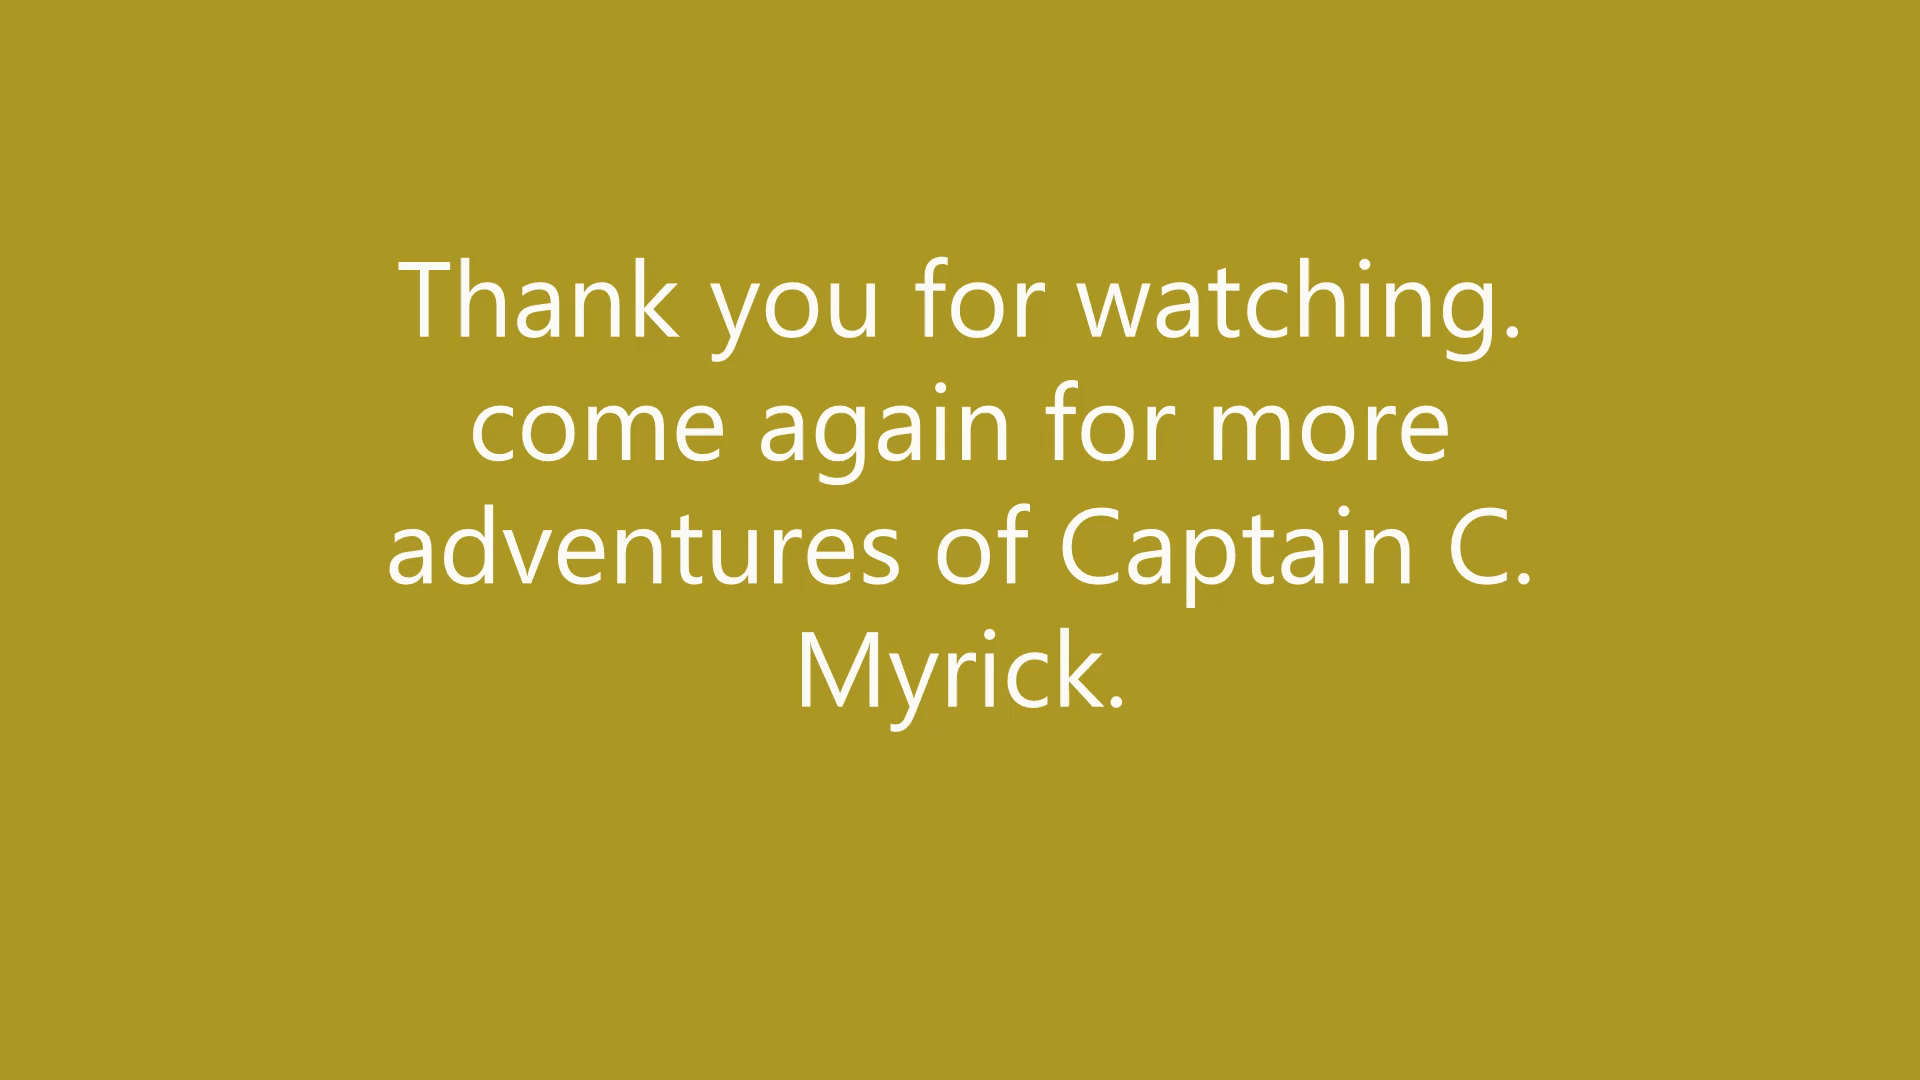 Thank you for watching.
come again for more
adventures of Captain C.
Myrick.